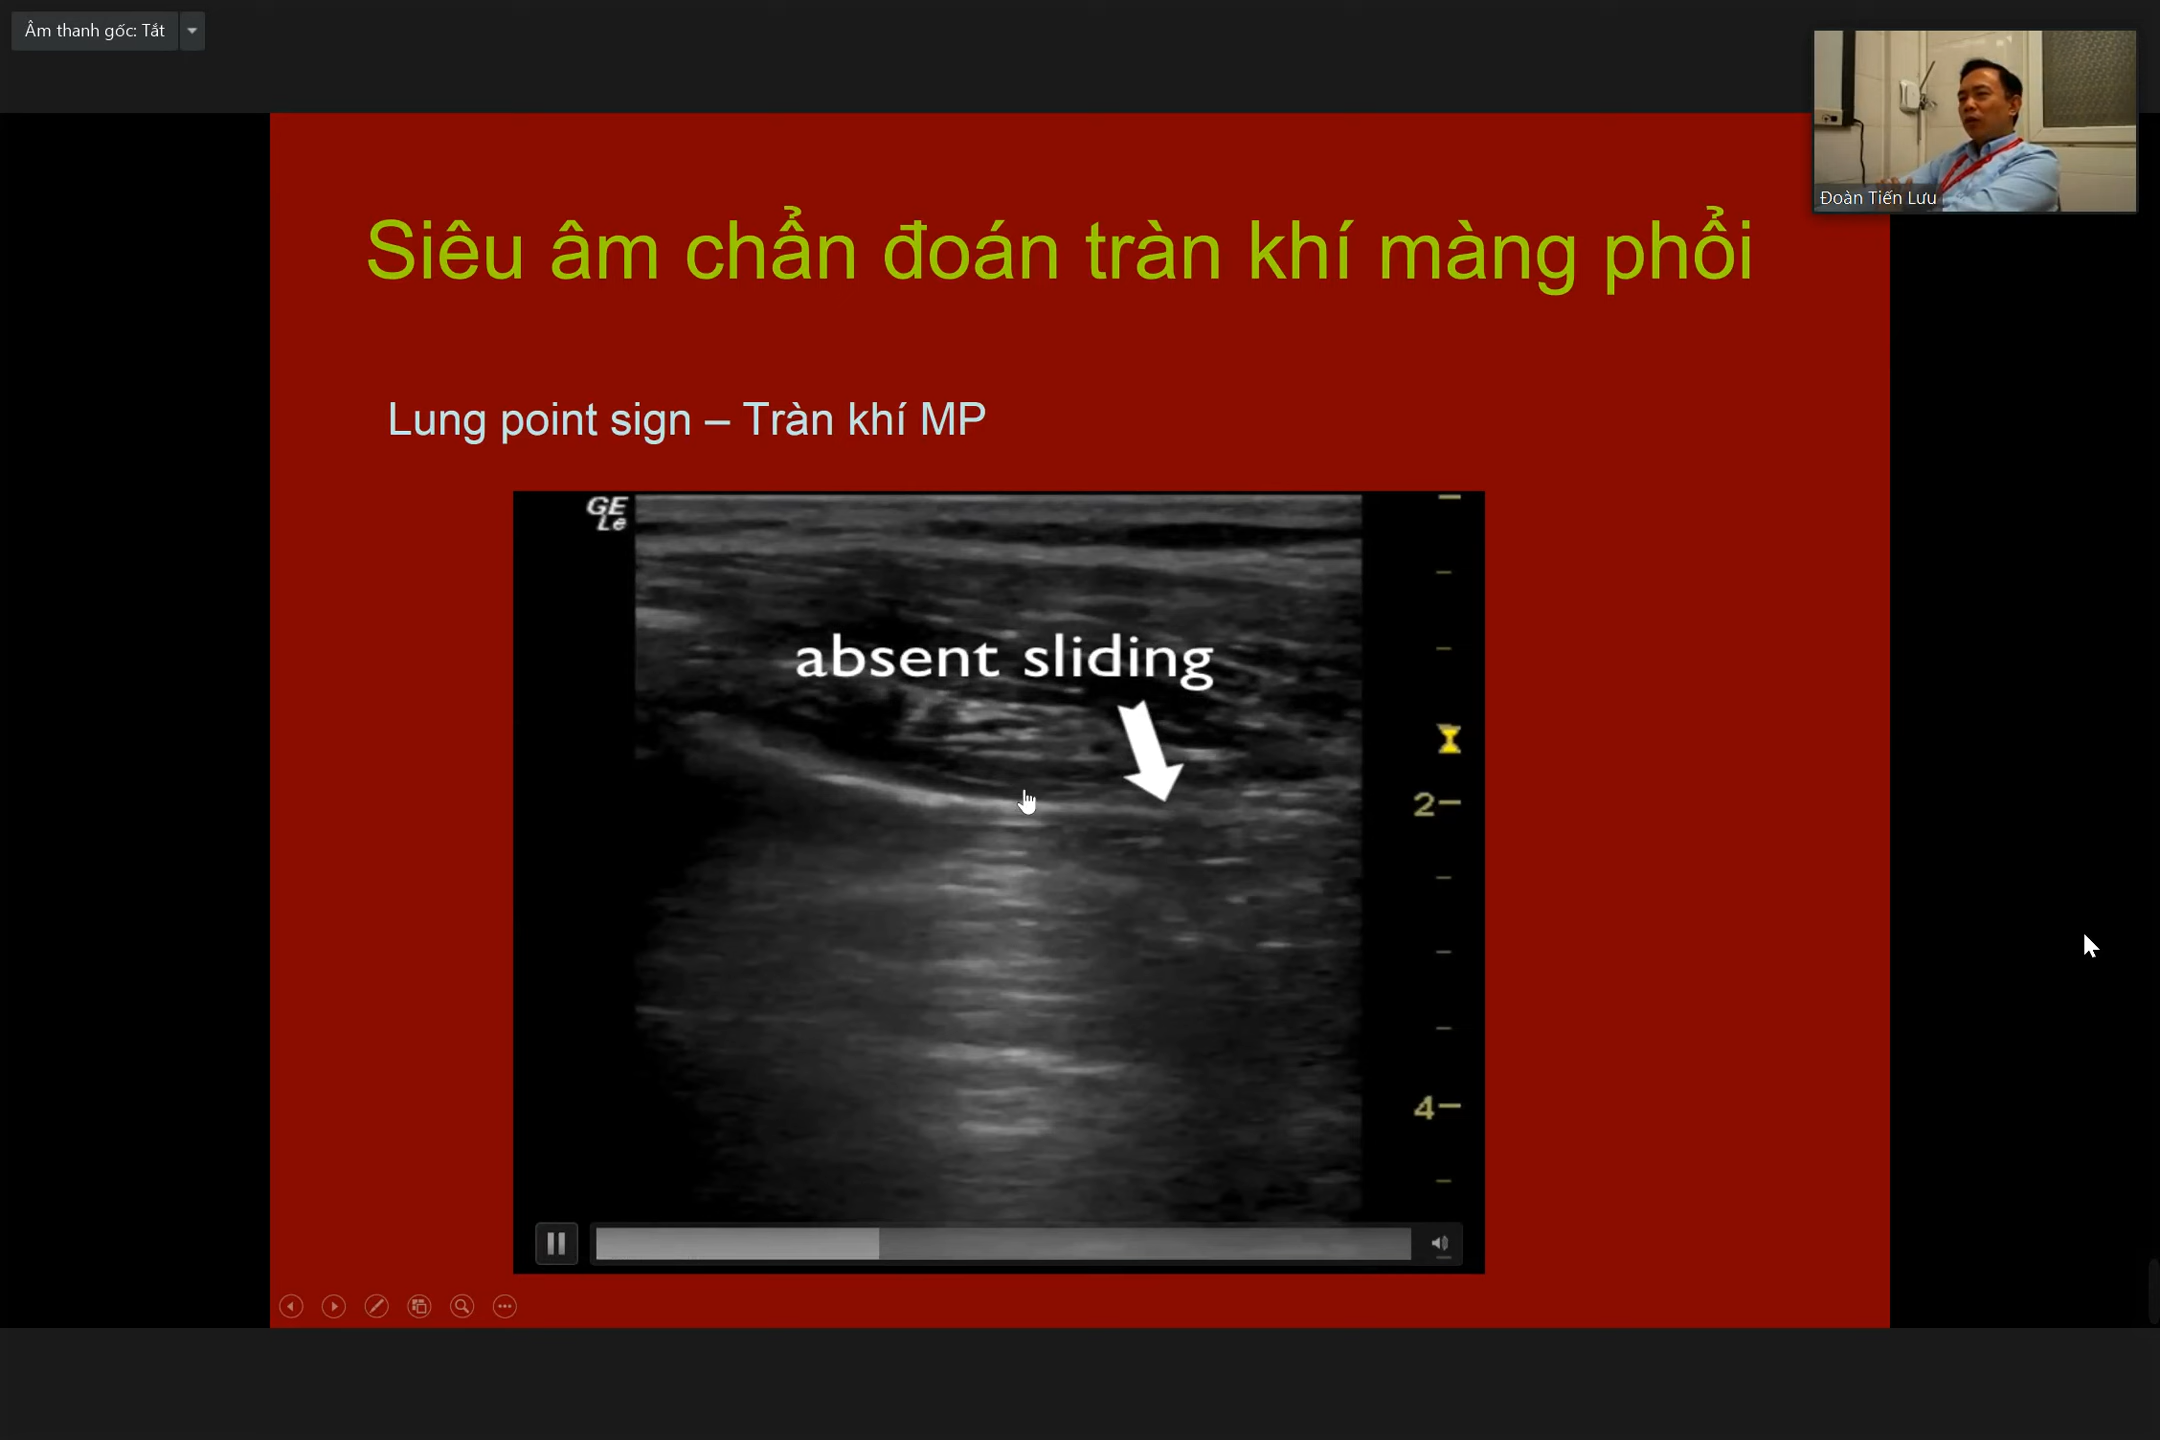 Âm thanh gốc: Tắt
Đoàn Tiến Lưu
Siêu âm chẩn đoán tràn khí màng phổi
Lung point sign – Tràn khí MP
GE
Le
absent sliding
2
4